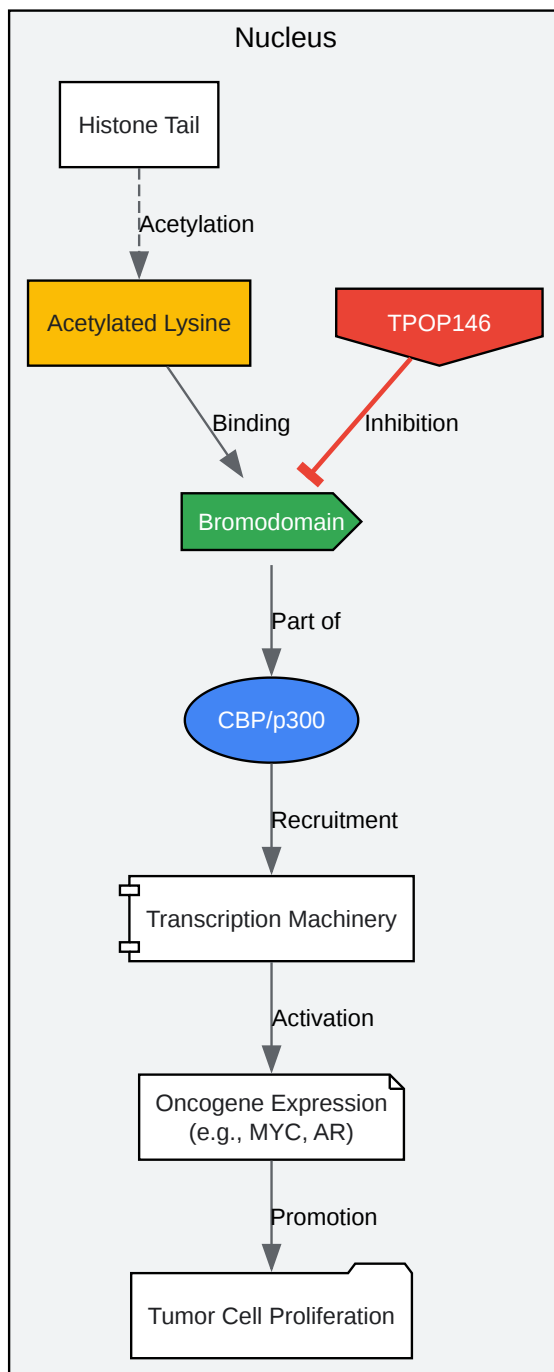 Nucleus
Histone Tail
Acetylation
Acetylated Lysine
TPOP146
Binding
Inhibition
Bromodomain
Part of
CBP/p300
Recruitment
Transcription Machinery
Activation
Oncogene Expression
(e.g., MYC, AR)
Promotion
Tumor Cell Proliferation